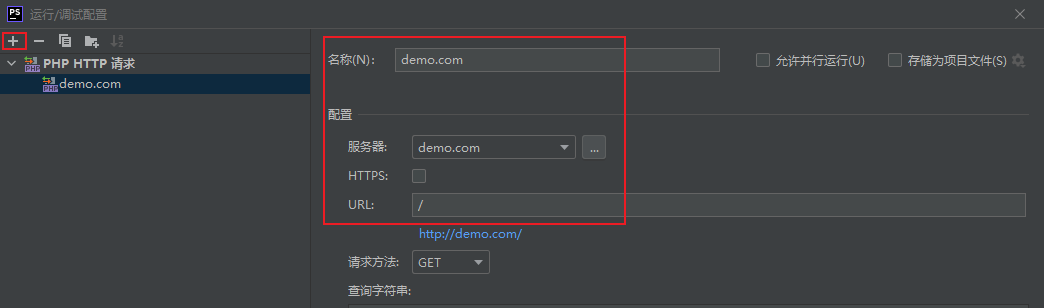 PS 运行/调试配置
PHP HTTP 请求
demo.com
名称(N)： demo.com 允许并行运行(U) 存储为项目文件(S)
配置
服务器: demo.com ...
HTTPS:
URL: /
http://demo.com/
请求方法: GET
查询字符串: